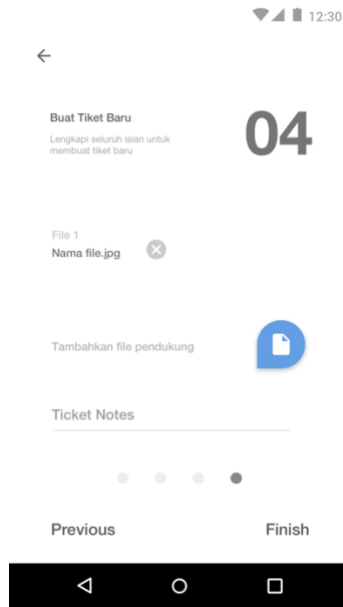 12:30
Buat Tiket Baru
04
Lengkapi seluruh isian untuk
membuat tiket baru
File 1
Nama file.jpg
Tambahkan file pendukung
Ticket Notes
Previous
Finish